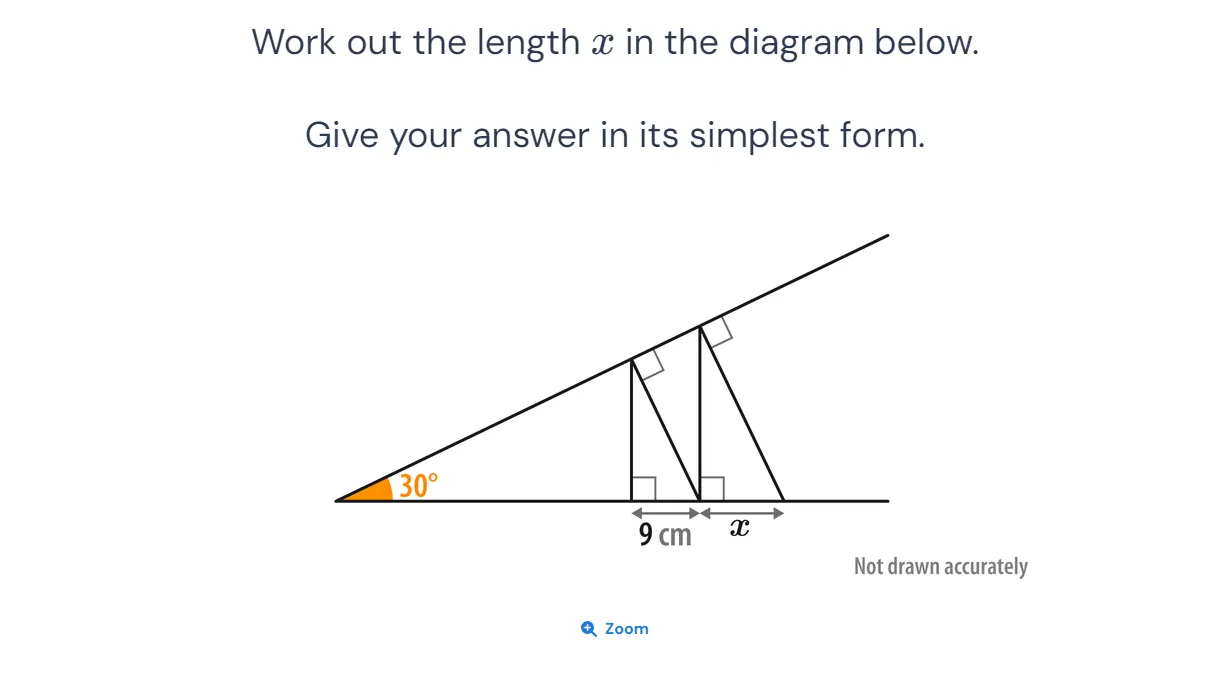 Work out the length x in the diagram below.
Give your answer in its simplest form.
30°
9 cm
x
Not drawn accurately
Zoom